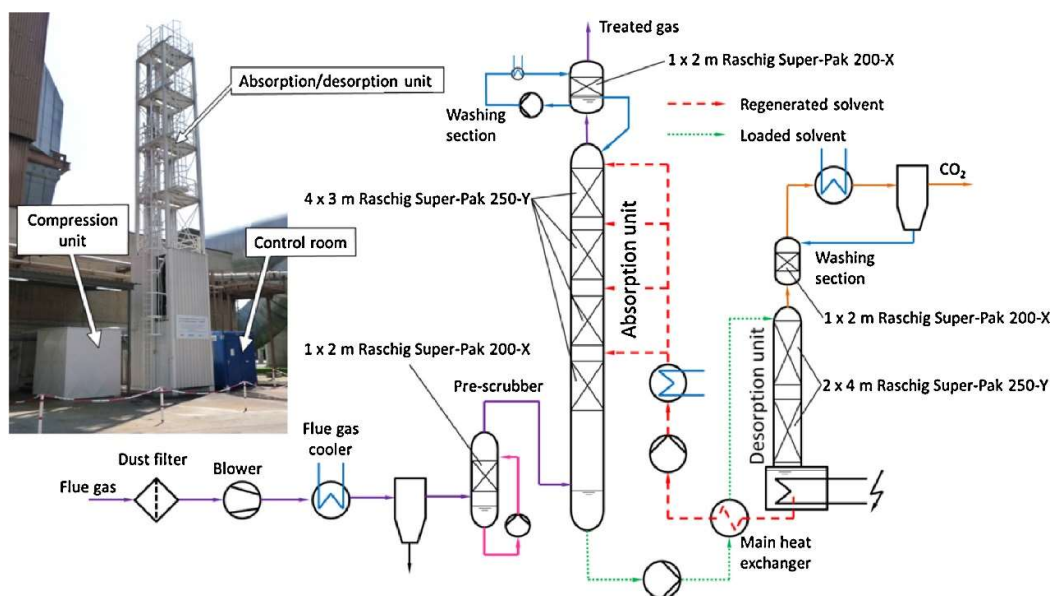 Absorption/desorption unit
Compression
unit
Control room
Treated gas
1 x 2 m Raschig Super-Pak 200-X
Washing
section
Regenerated solvent
Loaded solvent
4 x 3 m Raschig Super-Pak 250-Y
Absorption unit
CO₂
Washing
section
1 x 2 m Raschig Super-Pak 200-X
Desorption unit
2 x 4 m Raschig Super-Pak 250-Y
1 x 2 m Raschig Super-Pak 200-X
Pre-scrubber
Flue gas
cooler
Dust filter
Blower
Flue gas
Main heat
exchanger